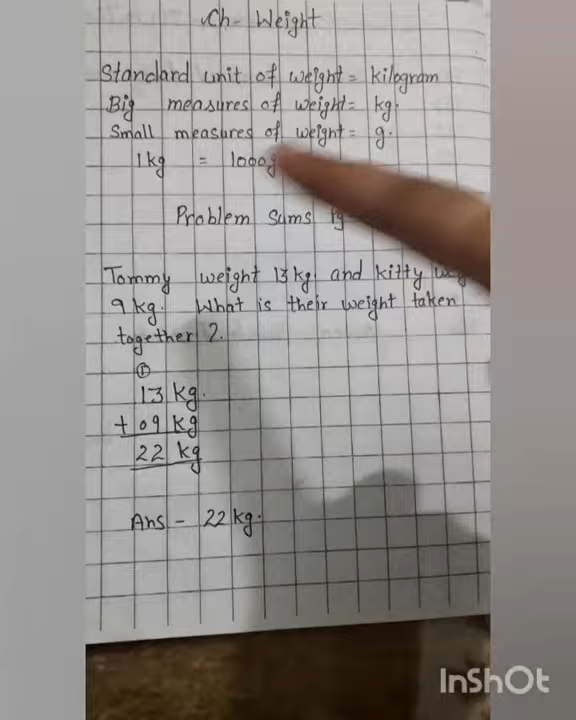 Ch- Weight
Standard unit of weight = kilogram
Big measures of weight = kg.
Small measures of weight = g.
1kg = 1000g
Problem Sums
Tommy weight 13 kg. and kitty
9 kg. What is their weight taken
together ?.
1
13 kg.
+ 09 kg
22 kg
Ans - 22 kg.
InShOt